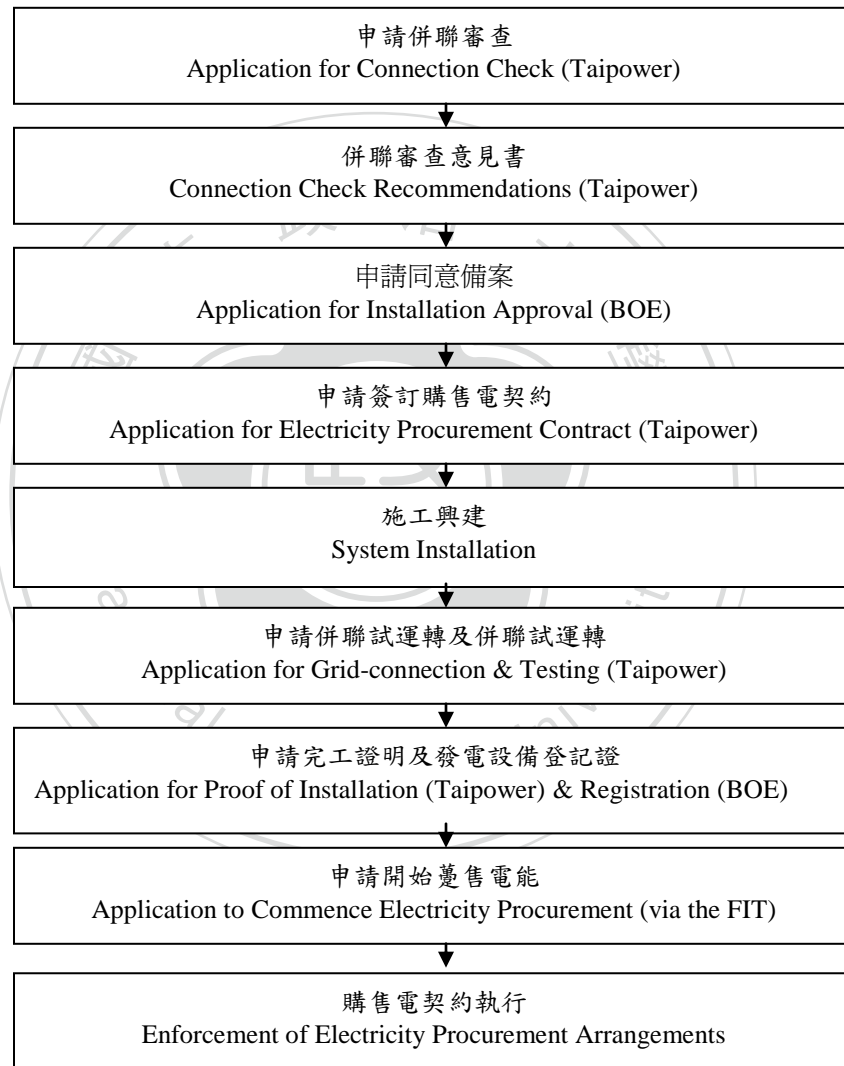 申請併聯審查
Application for Connection Check (Taipower)
併聯審查意見書
Connection Check Recommendations (Taipower)
申請同意備案
Application for Installation Approval (BOE)
申請簽訂購售電契約
Application for Electricity Procurement Contract (Taipower)
施工興建
System Installation
申請併聯試運轉及併聯試運轉
Application for Grid-connection & Testing (Taipower)
申請完工證明及發電設備登記證
Application for Proof of Installation (Taipower) & Registration (BOE)
申請開始躉售電能
Application to Commence Electricity Procurement (via the FIT)
購售電契約執行
Enforcement of Electricity Procurement Arrangements